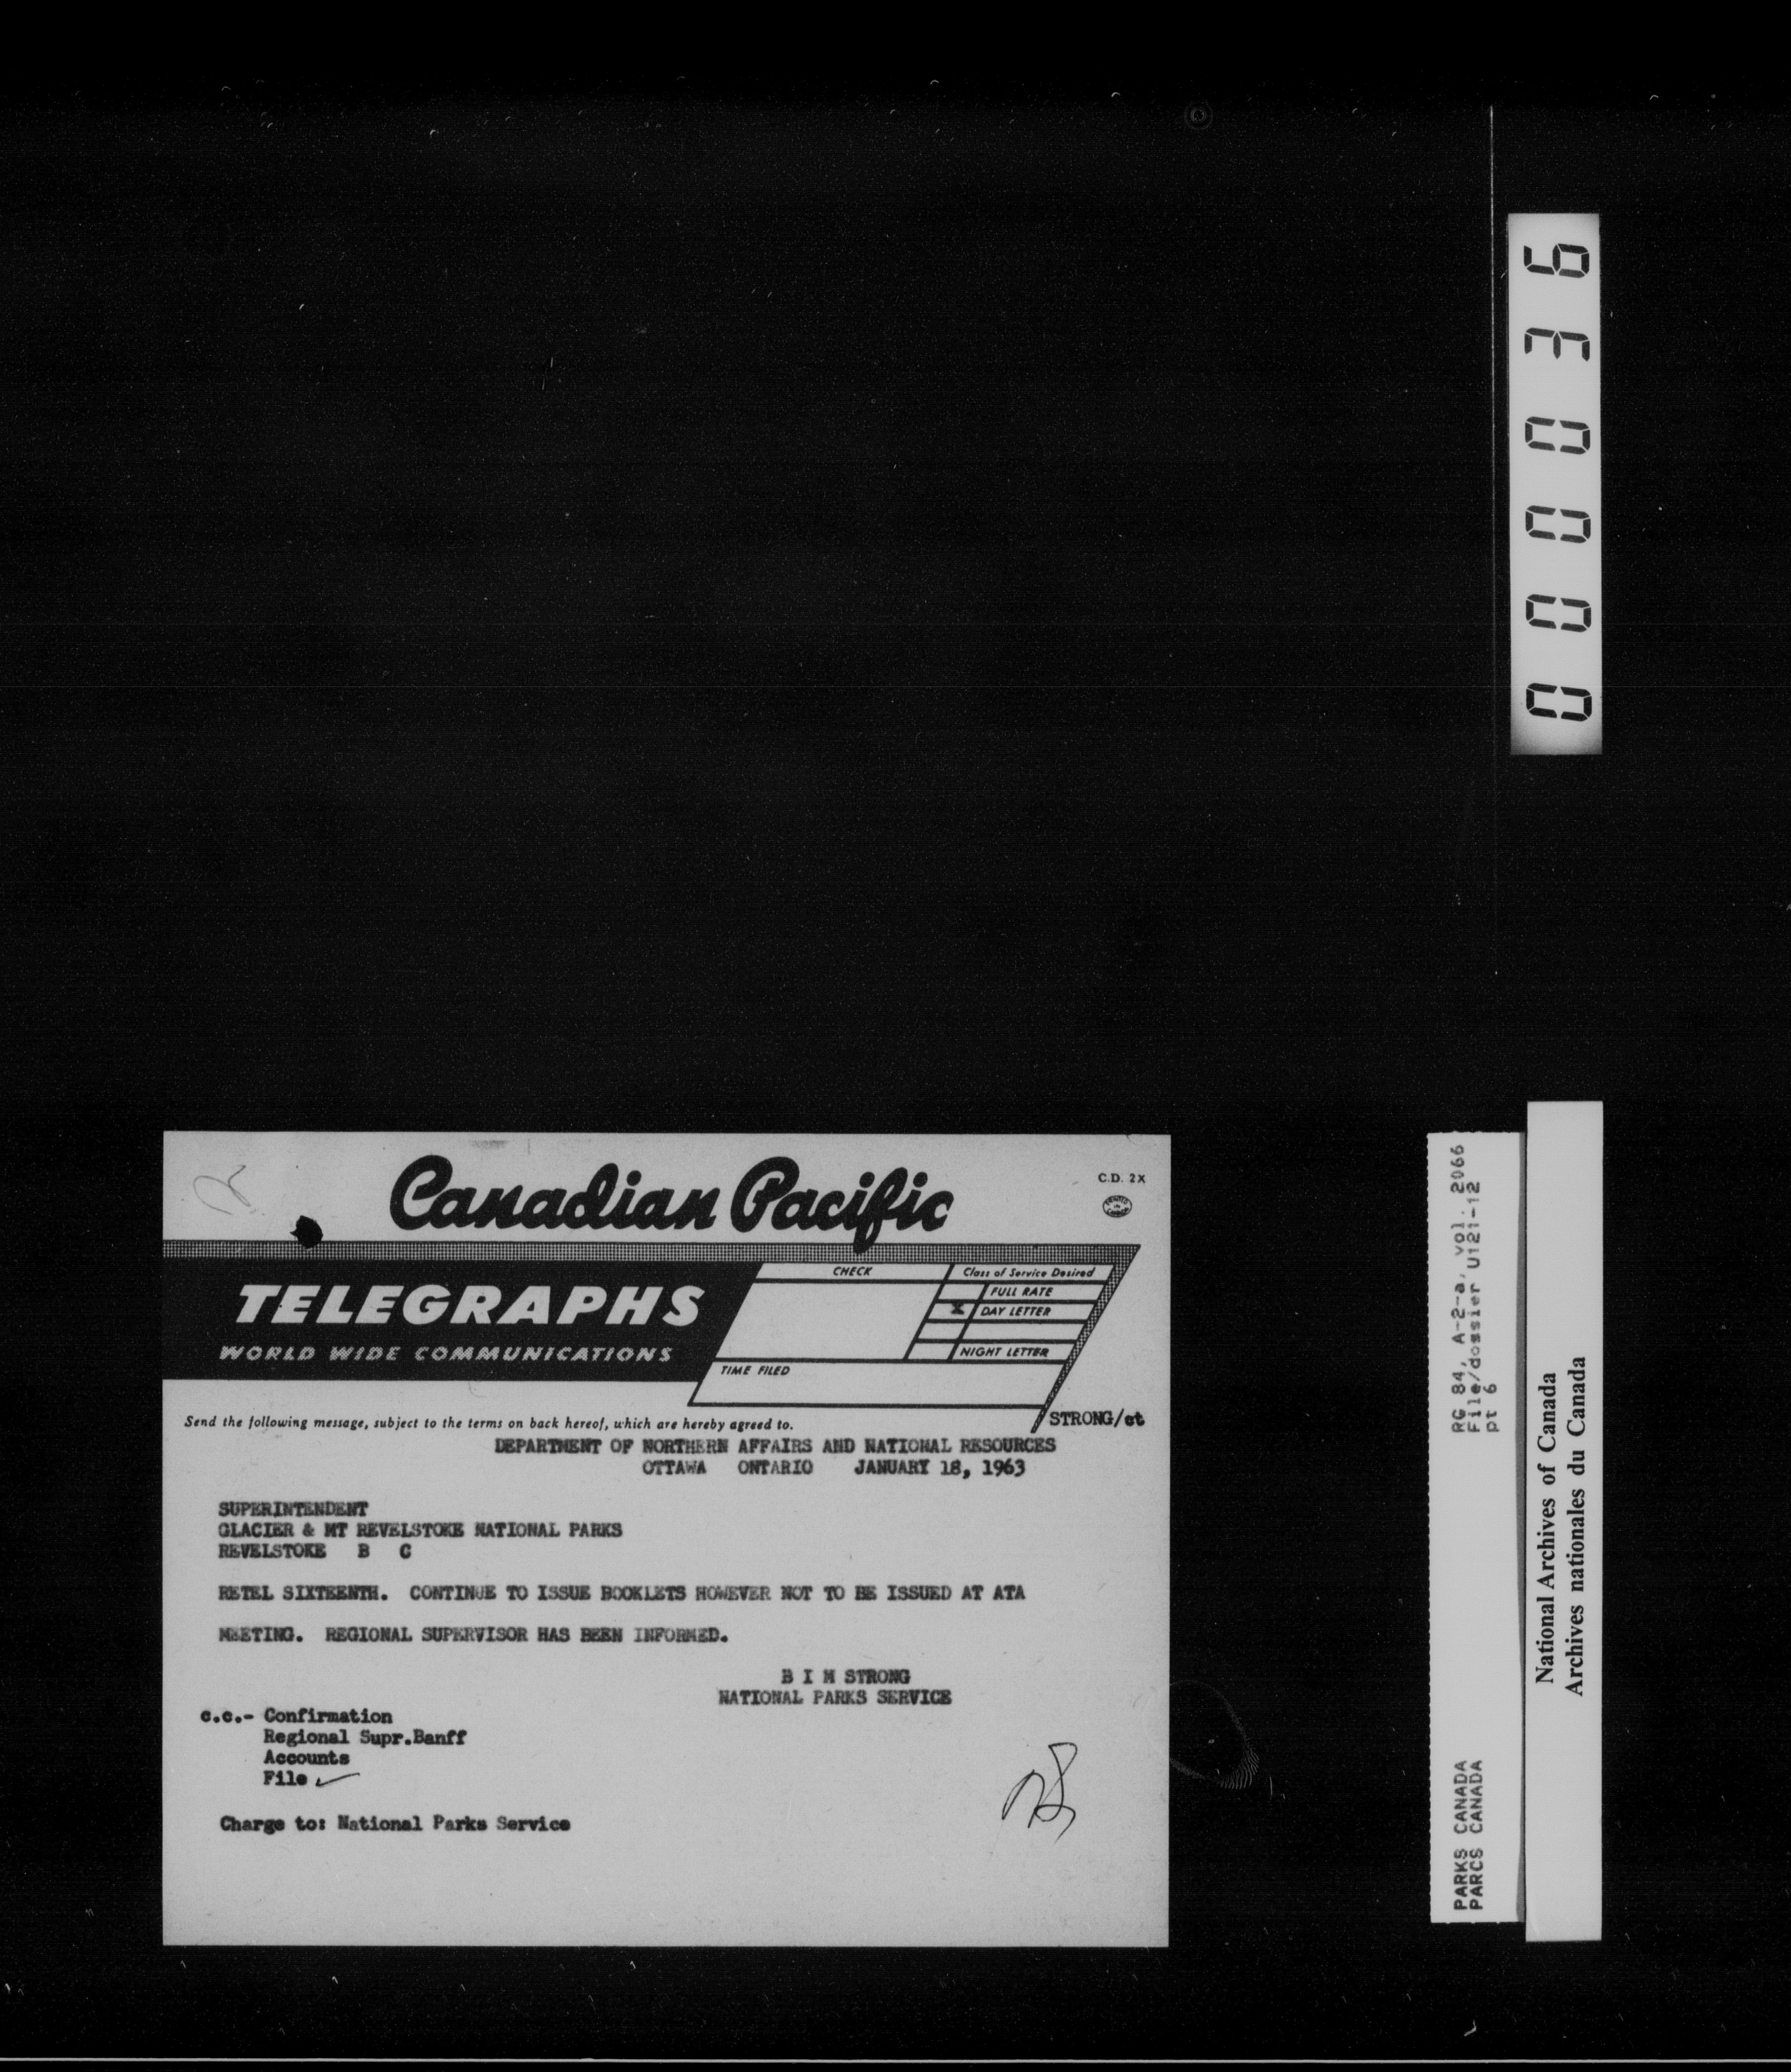 Canadian Pacific
C.D. 2X
TELEGRAPHS
WORLD WIDE COMMUNICATIONS
CHECK
Class of Service Desired
FULL RATE
X DAY LETTER
NIGHT LETTER
TIME FILED
Send the following message, subject to the terms on back hereof, which are hereby agreed to.
STRONG/ct
DEPARTMENT OF NORTHERN AFFAIRS AND NATIONAL RESOURCES
OTTAWA ONTARIO JANUARY 18, 1963
SUPERINTENDENT
GLACIER & MT REVELSTOKE NATIONAL PARKS
REVELSTOKE B C
RETEL SIXTEENTH. CONTINUE TO ISSUE BOOKLETS HOWEVER NOT TO BE ISSUED AT ATA
MEETING. REGIONAL SUPERVISOR HAS BEEN INFORMED.
B I M STRONG
NATIONAL PARKS SERVICE
c.c.- Confirmation
Regional Supr.Banff
Accounts
File ✓
Charge to: National Parks Service
000036
RG 84, A-2-a, vol. 2066
File/dossier U121-12
pt 6
PARKS CANADA
PARCS CANADA
National Archives of Canada
Archives nationales du Canada